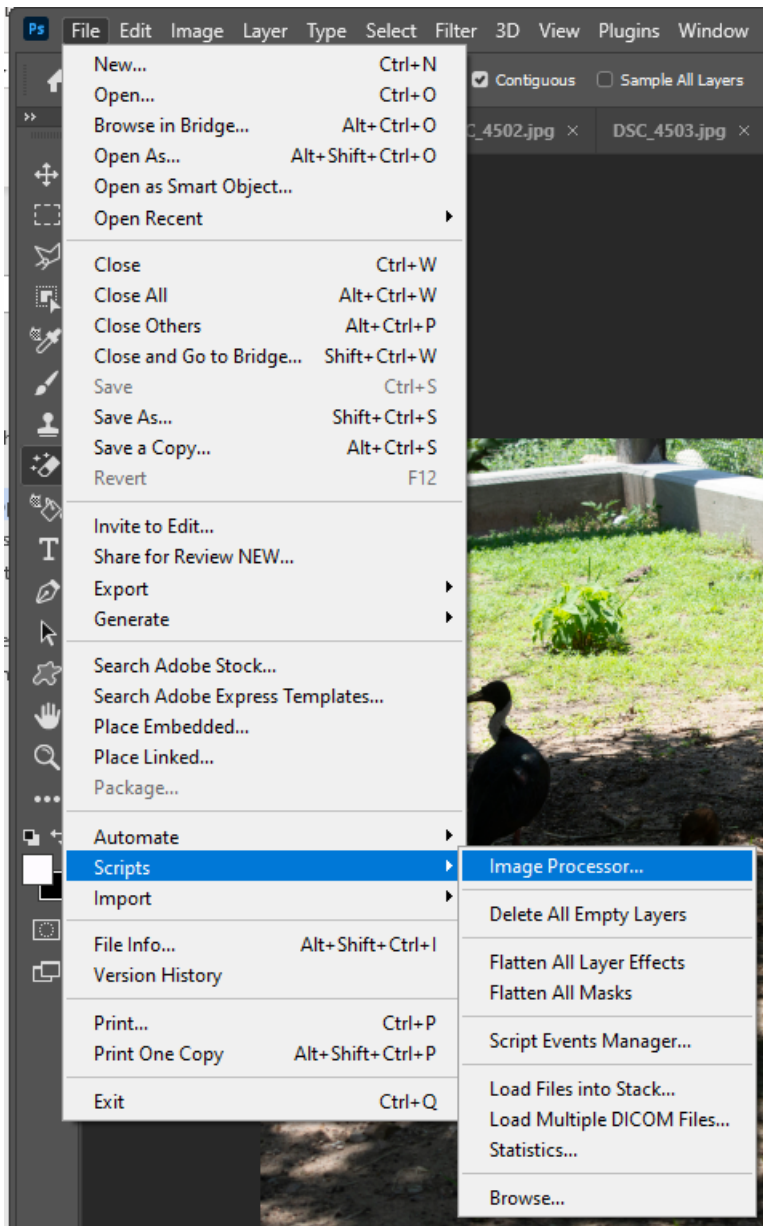 Ps File Edit Image Layer Type Select Filter 3D View Plugins Window
Contiguous Sample All Layers
C_4502.jpg × DSC_4503.jpg ×
New... Ctrl+N
Open... Ctrl+O
Browse in Bridge... Alt+Ctrl+O
Open As... Alt+Shift+Ctrl+O
Open as Smart Object...
Open Recent
Close Ctrl+W
Close All Alt+Ctrl+W
Close Others Alt+Ctrl+P
Close and Go to Bridge... Shift+Ctrl+W
Save Ctrl+S
Save As... Shift+Ctrl+S
Save a Copy... Alt+Ctrl+S
Revert F12
Invite to Edit...
Share for Review NEW...
Export
Generate
Search Adobe Stock...
Search Adobe Express Templates...
Place Embedded...
Place Linked...
Package...
Automate
Scripts
Import
File Info... Alt+Shift+Ctrl+I
Version History
Print... Ctrl+P
Print One Copy Alt+Shift+Ctrl+P
Exit Ctrl+Q
Image Processor...
Delete All Empty Layers
Flatten All Layer Effects
Flatten All Masks
Script Events Manager...
Load Files into Stack...
Load Multiple DICOM Files...
Statistics...
Browse...